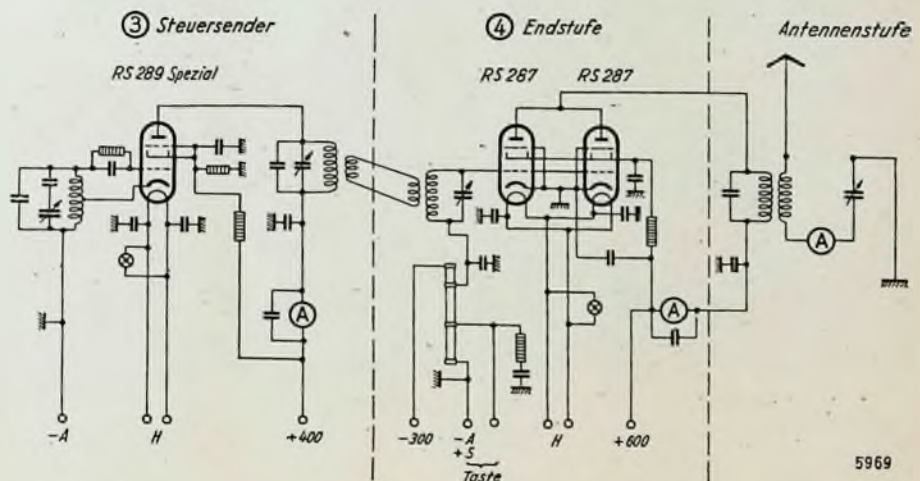 ③ Steuersender
④ Endstufe
Antennenstufe
RS 289 Spezial
RS 287
RS 287
A
A
A
-A
H
+400
-300
-A
+S
H
+600
Taste
5969